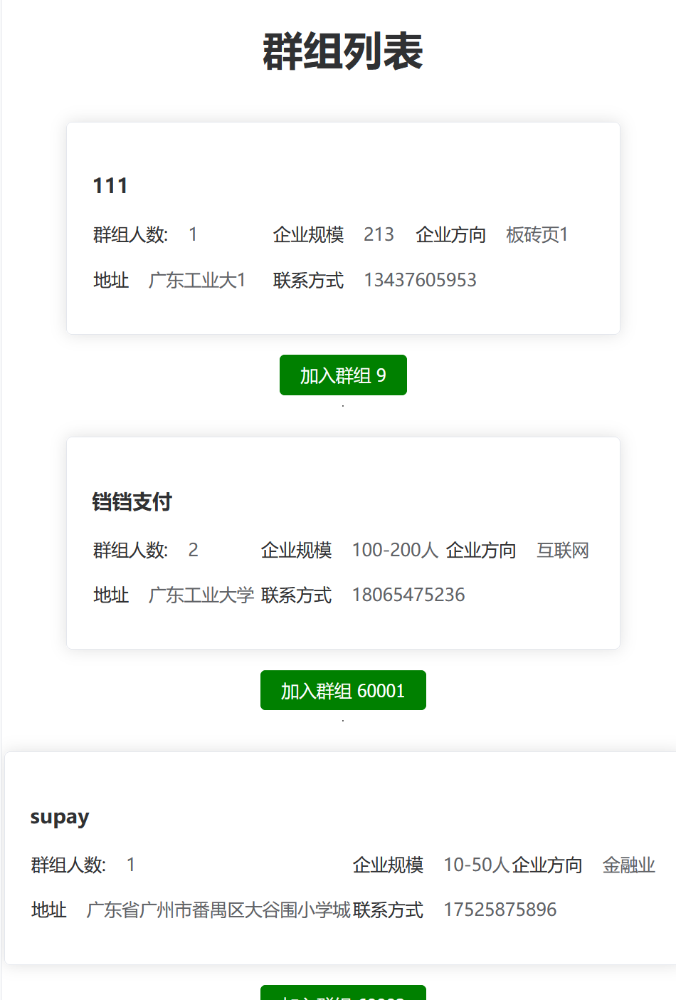 群组列表
111
群组人数: 1 企业规模 213 企业方向 板砖页1
地址 广东工业大1 联系方式 13437605953
加入群组 9
.
铛铛支付
群组人数: 2 企业规模 100-200人 企业方向 互联网
地址 广东工业大学 联系方式 18065475236
加入群组 60001
.
supay
群组人数: 1 企业规模 10-50人 企业方向 金融业
地址 广东省广州市番禺区大谷围小学城 联系方式 17525875896
加入群组